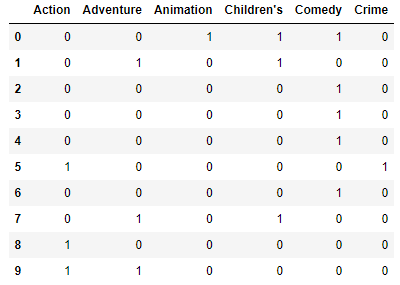 Action Adventure Animation Children's Comedy Crime
0 0 0 1 1 1 0
1 0 1 0 1 0 0
2 0 0 0 0 1 0
3 0 0 0 0 1 0
4 0 0 0 0 1 0
5 1 0 0 0 0 1
6 0 0 0 0 1 0
7 0 1 0 1 0 0
8 1 0 0 0 0 0
9 1 1 0 0 0 0